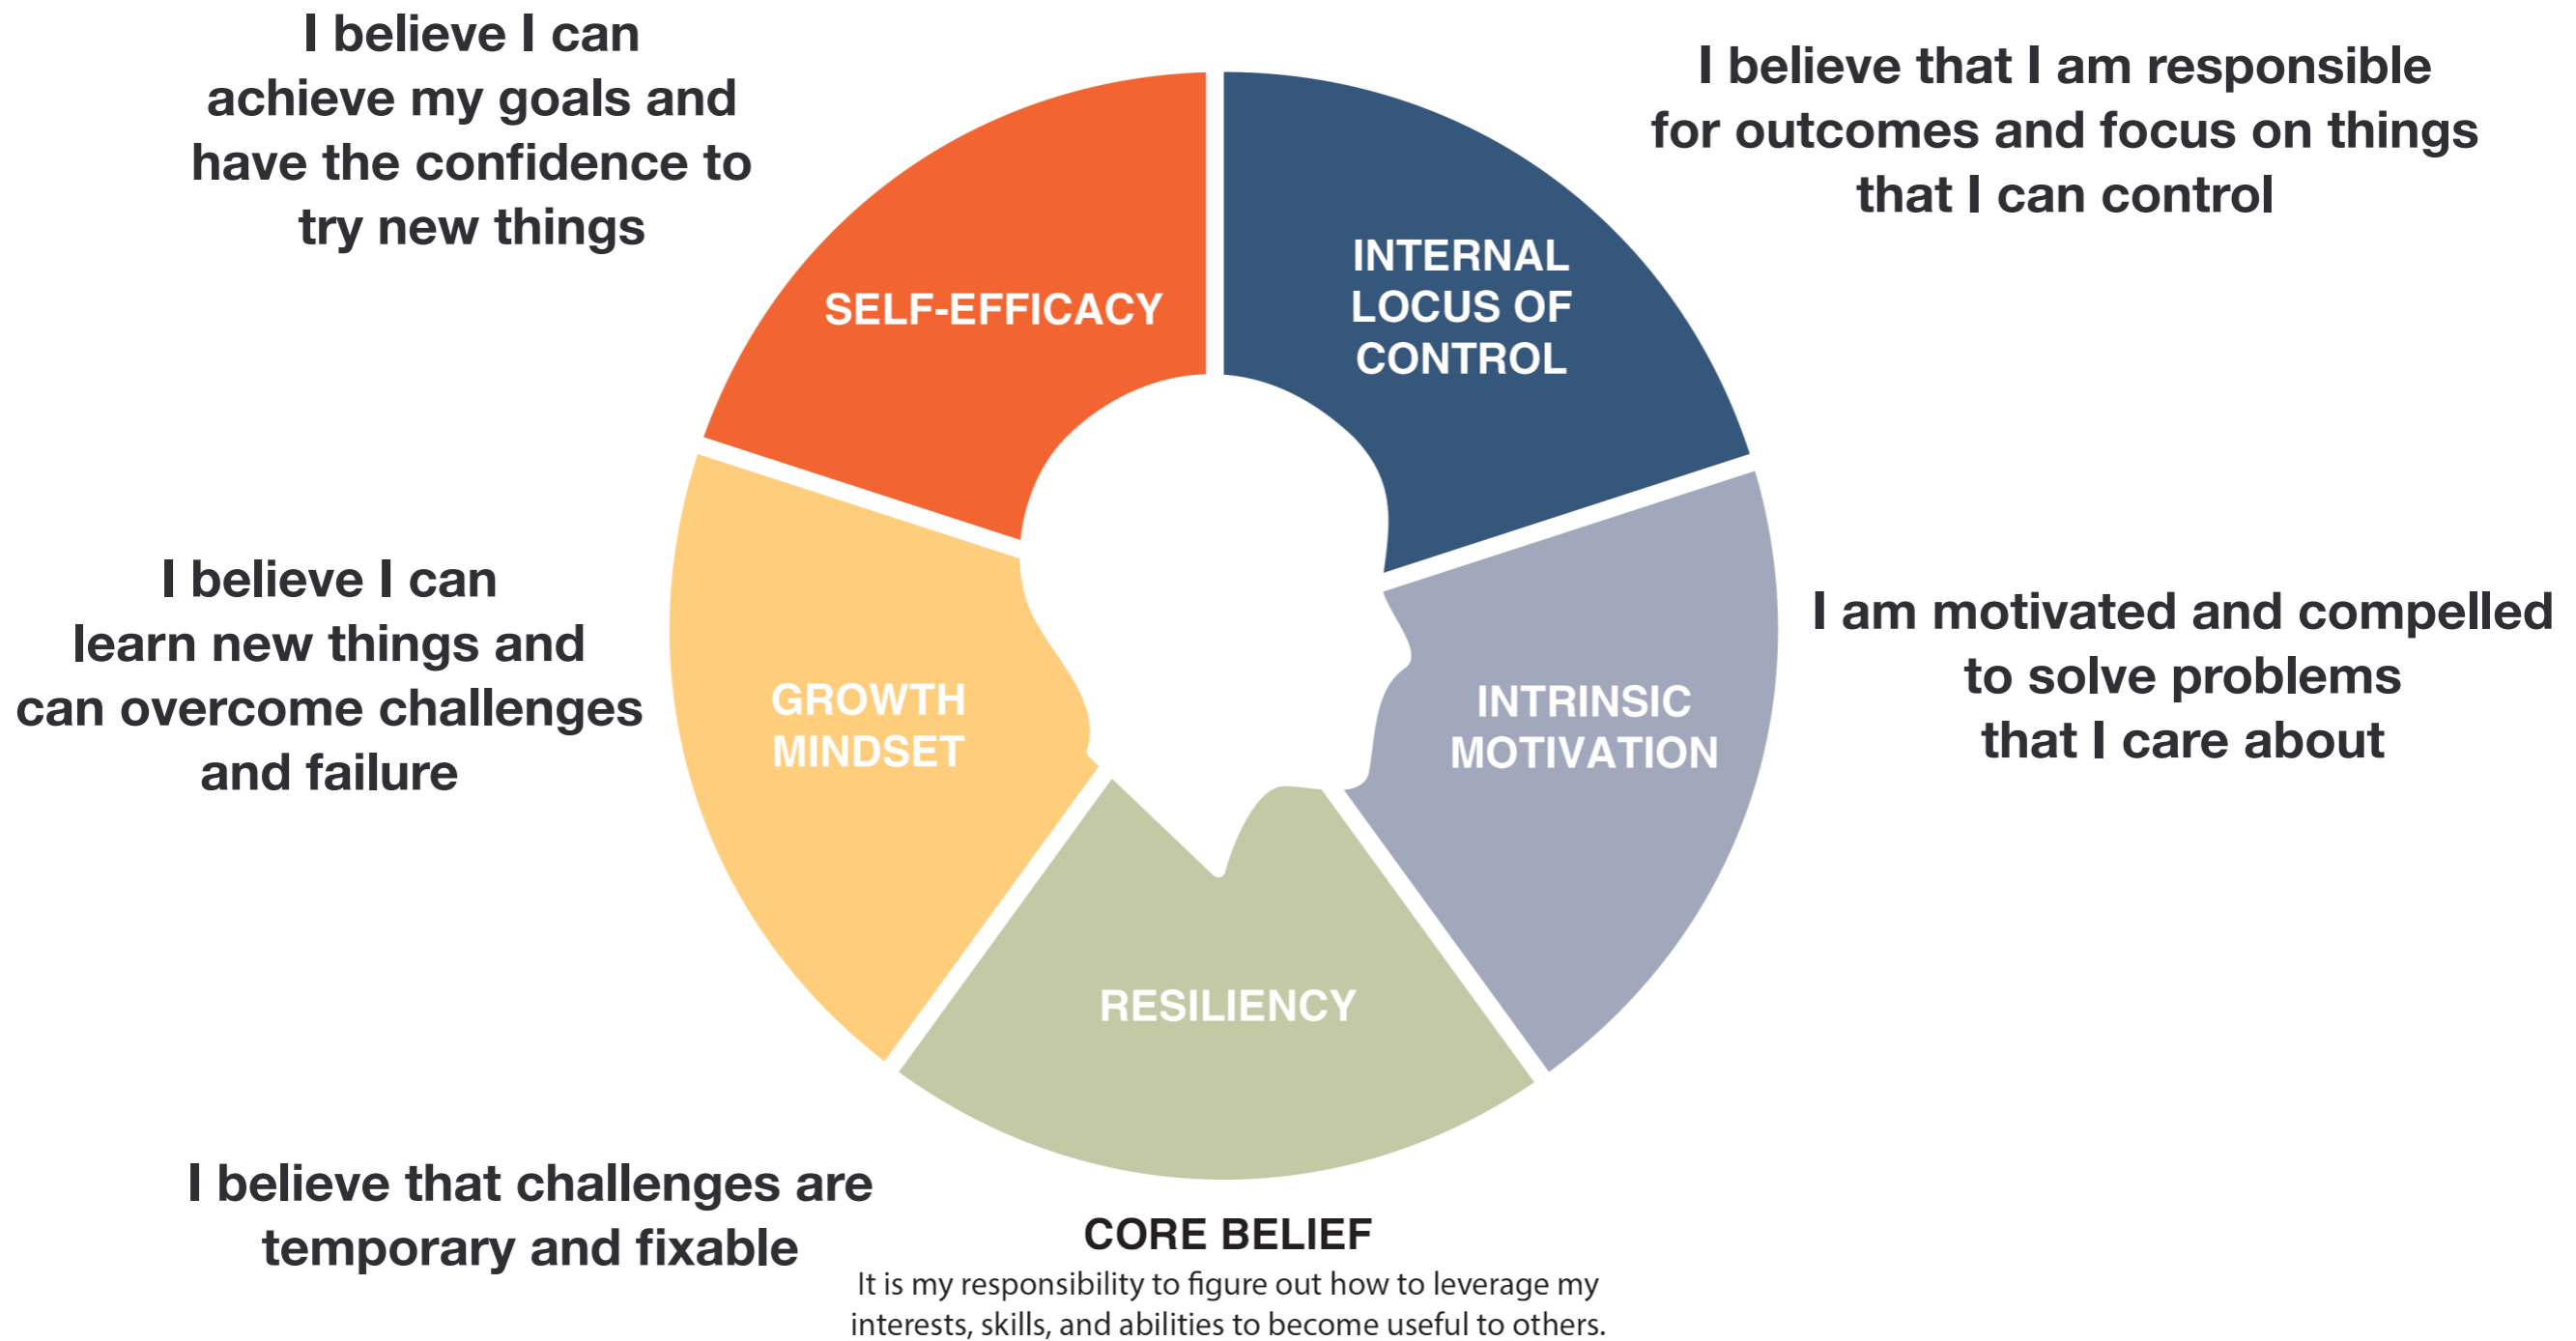 I believe I can
achieve my goals and
have the confidence to
try new things
I believe that I am responsible
for outcomes and focus on things
that I can control
SELF-EFFICACY
INTERNAL
LOCUS OF
CONTROL
I believe I can
learn new things and
can overcome challenges
and failure
GROWTH
MINDSET
INTRINSIC
MOTIVATION
I am motivated and compelled
to solve problems
that I care about
RESILIENCY
I believe that challenges are
temporary and fixable
CORE BELIEF
It is my responsibility to figure out how to leverage my
interests, skills, and abilities to become useful to others.